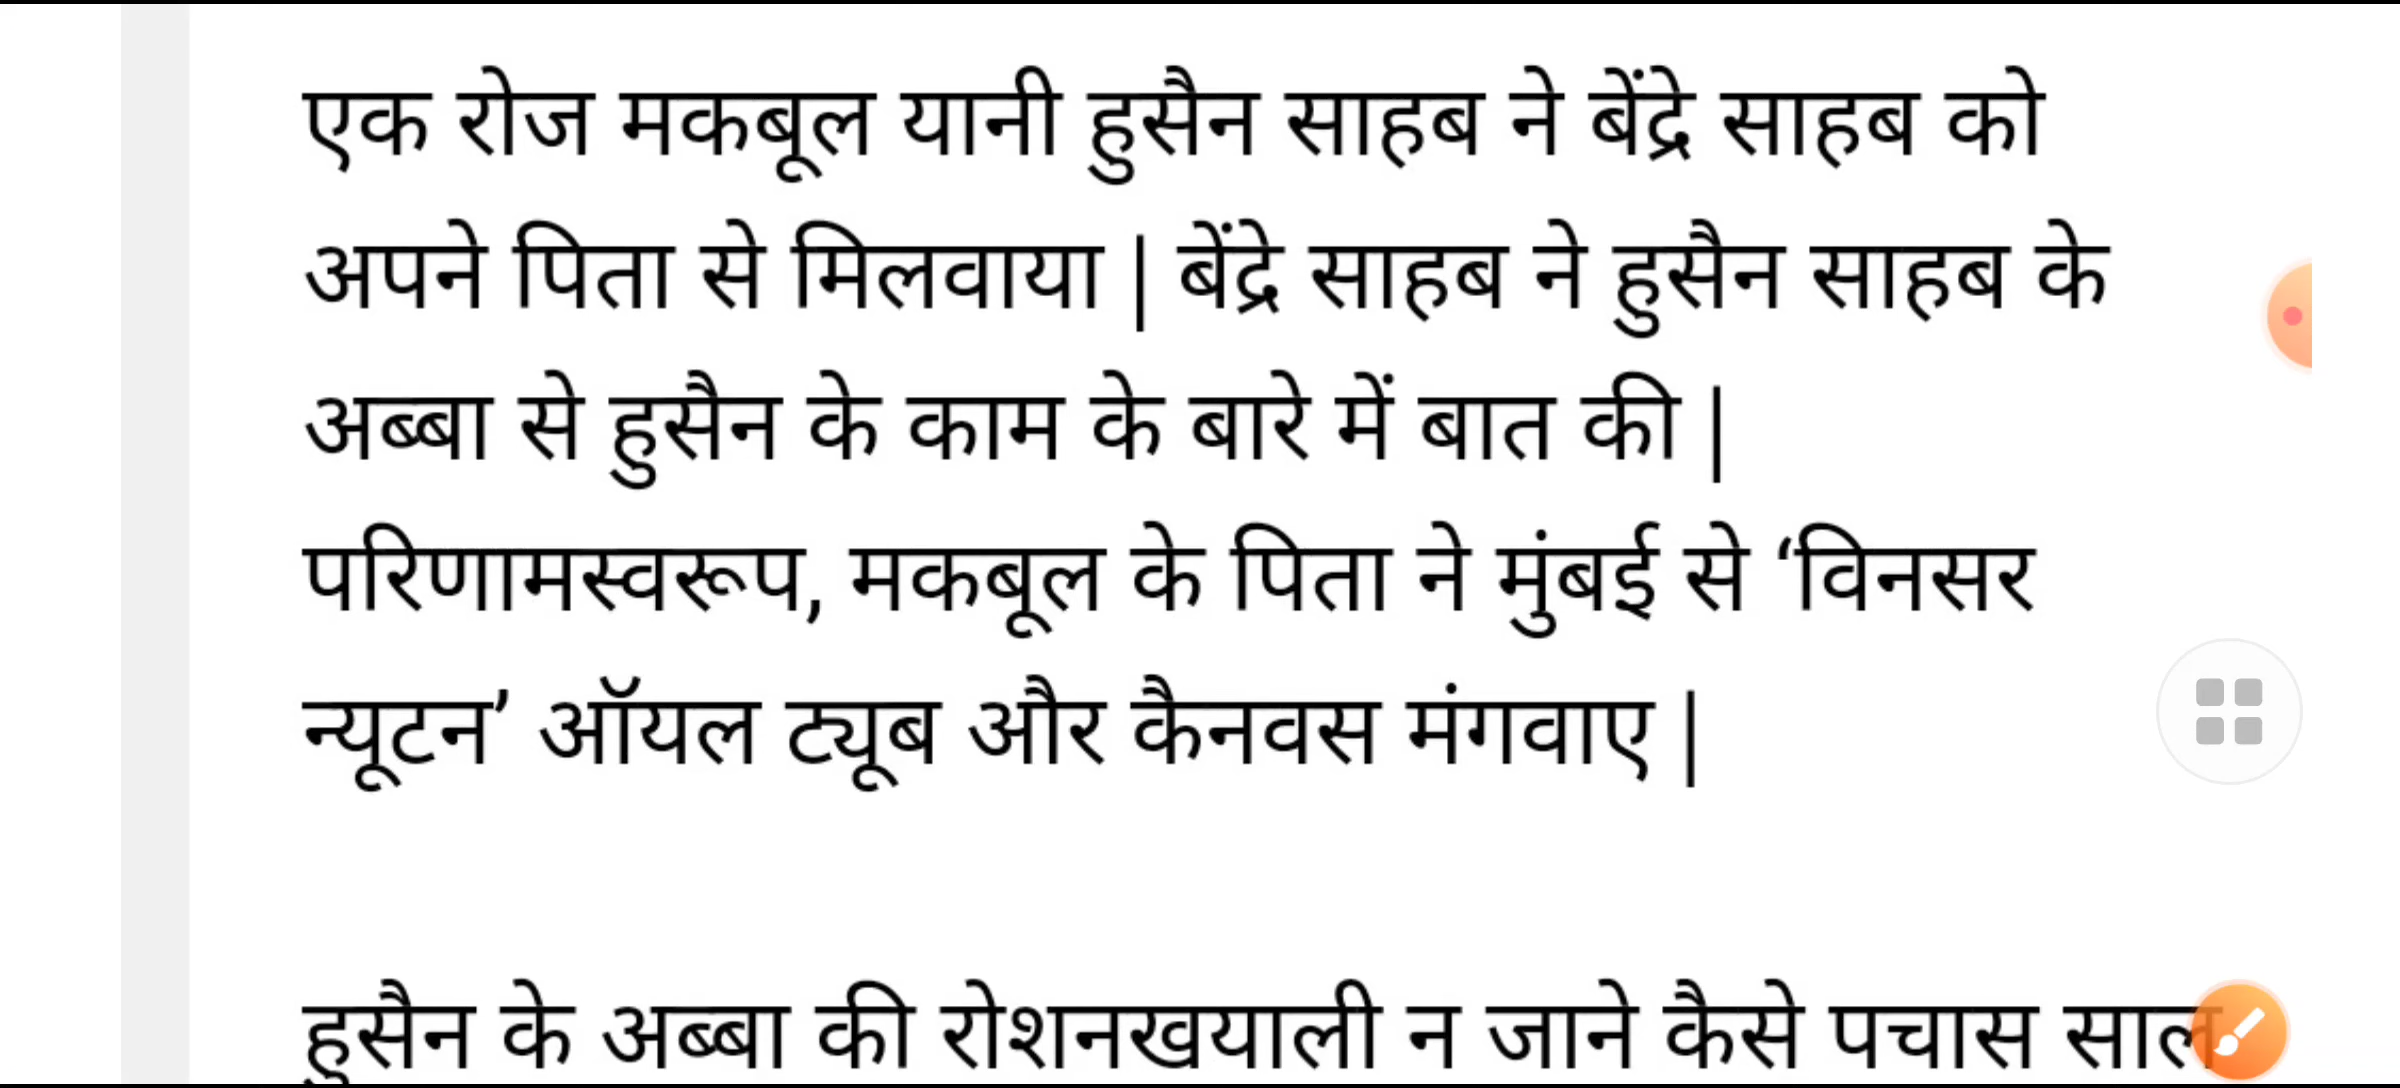 एक रोज मकबूल यानी हुसैन साहब ने बेंद्रे साहब को
अपने पिता से मिलवाया | बेंद्रे साहब ने हुसैन साहब के
अब्बा से हुसैन के काम के बारे में बात की |
परिणामस्वरूप, मकबूल के पिता ने मुंबई से ‘विनसर
न्यूटन’ ऑयल ट्यूब और कैनवस मंगवाए |
हुसैन के अब्बा की रोशनखयाली न जाने कैसे पचास साल